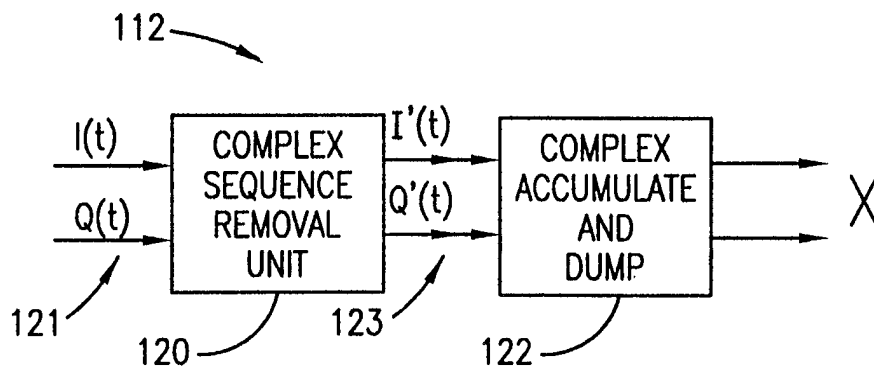 112
I(t)
Q(t)
121
COMPLEX
SEQUENCE
REMOVAL
UNIT
120
I'(t)
Q'(t)
123
COMPLEX
ACCUMULATE
AND
DUMP
122
X